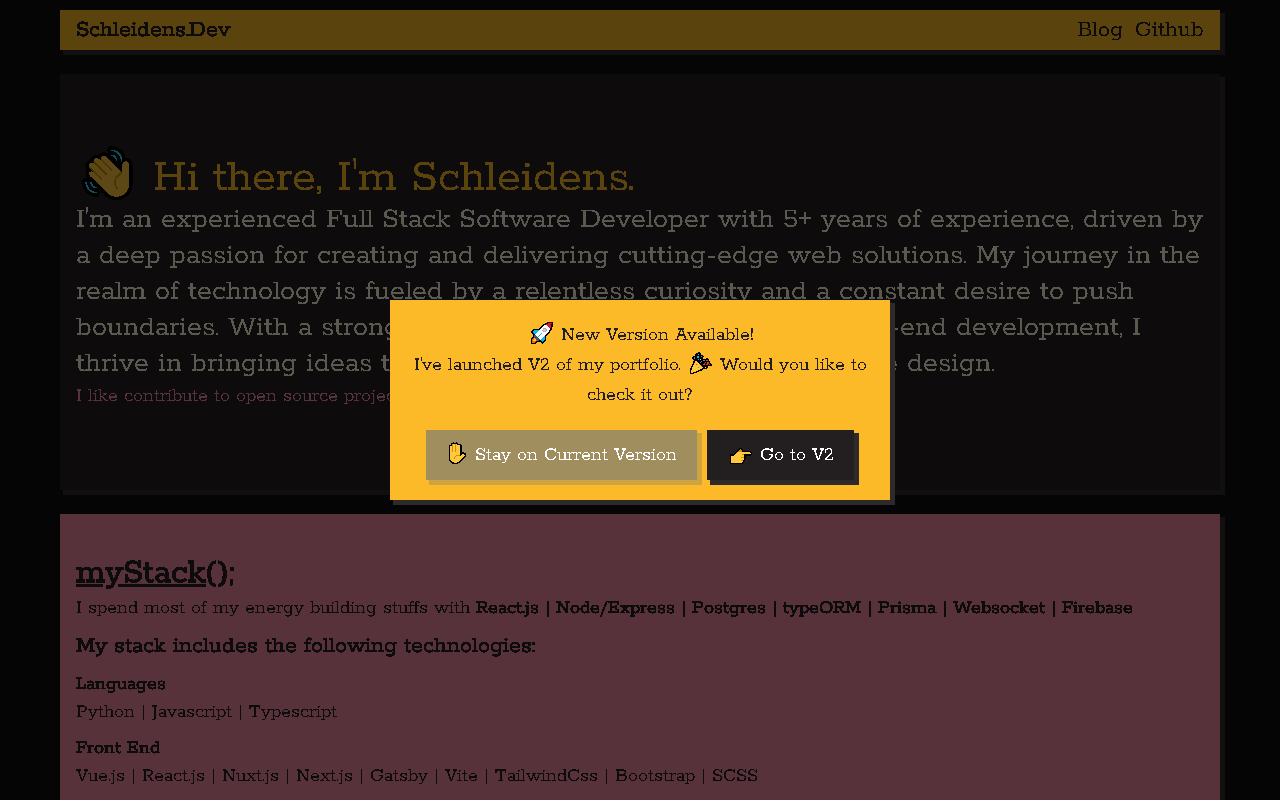 Schleidens.Dev
Blog Github
👋 Hi there, I'm Schleidens.
I'm an experienced Full Stack Software Developer with 5+ years of experience, driven by
a deep passion for creating and delivering cutting-edge web solutions. My journey in the
realm of technology is fueled by a relentless curiosity and a constant desire to push
boundaries. With a strong -end development, I
thrive in bringing ideas design.
I like contribute to open source
🚀 New Version Available!
I've launched V2 of my portfolio. 🎉 Would you like to
check it out?
✋ Stay on Current Version
👉 Go to V2
myStack();
I spend most of my energy building stuffs with React.js | Node/Express | Postgres | typeORM | Prisma | Websocket | Firebase
My stack includes the following technologies:
Languages
Python | Javascript | Typescript
Front End
Vue.js | React.js | Nuxt.js | Next.js | Gatsby | Vite | TailwindCss | Bootstrap | SCSS